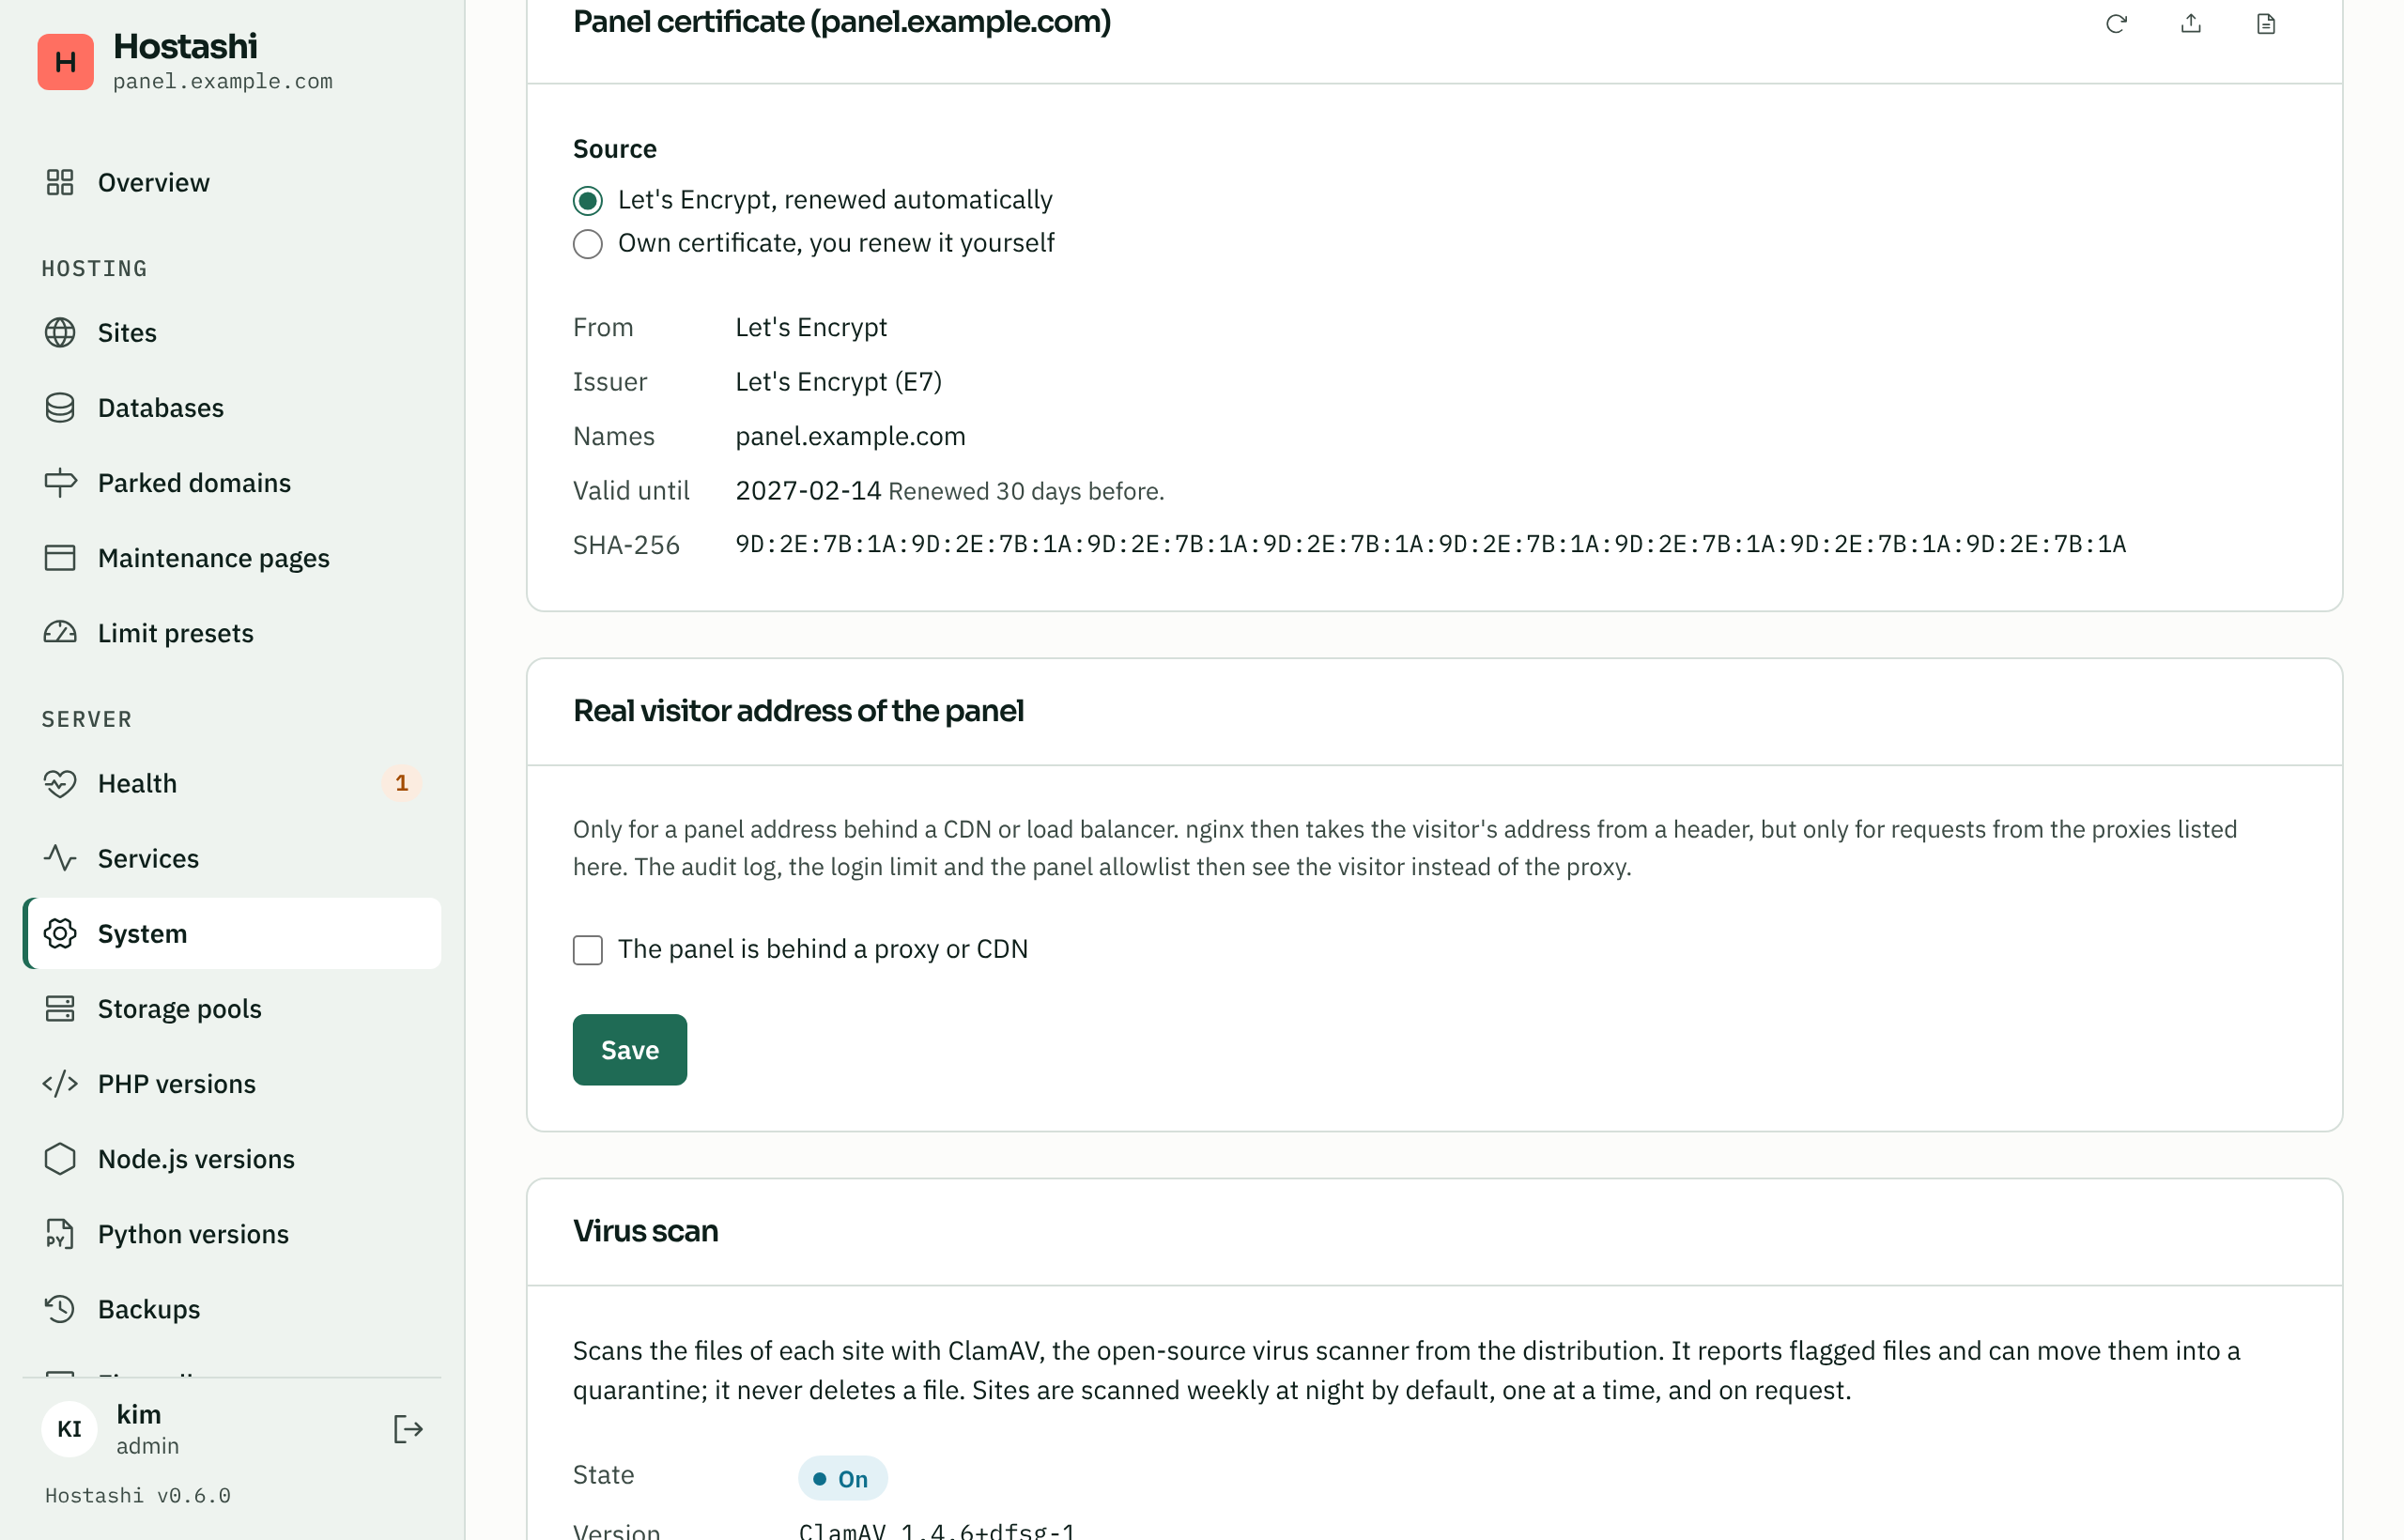 H
Hostashi
panel.example.com
Overview
HOSTING
Sites
Databases
Parked domains
Maintenance pages
Limit presets
SERVER
Health 1
Services
System
Storage pools
PHP versions
Node.js versions
PY Python versions
Backups
KI
kim
admin
Hostashi v0.6.0
Panel certificate (panel.example.com)
Source
Let's Encrypt, renewed automatically
Own certificate, you renew it yourself
From Let's Encrypt
Issuer Let's Encrypt (E7)
Names panel.example.com
Valid until 2027-02-14 Renewed 30 days before.
SHA-256 9D:2E:7B:1A:9D:2E:7B:1A:9D:2E:7B:1A:9D:2E:7B:1A:9D:2E:7B:1A:9D:2E:7B:1A:9D:2E:7B:1A:9D:2E:7B:1A
Real visitor address of the panel
Only for a panel address behind a CDN or load balancer. nginx then takes the visitor's address from a header, but only for requests from the proxies listed
here. The audit log, the login limit and the panel allowlist then see the visitor instead of the proxy.
The panel is behind a proxy or CDN
Save
Virus scan
Scans the files of each site with ClamAV, the open-source virus scanner from the distribution. It reports flagged files and can move them into a
quarantine; it never deletes a file. Sites are scanned weekly at night by default, one at a time, and on request.
State On
Version ClamAV 1.4.6+dfsg-1